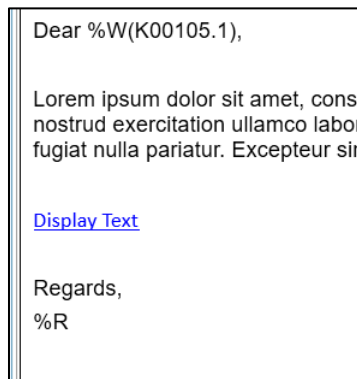 Dear %W(K00105.1),
Lorem ipsum dolor sit amet, cons
nostrud exercitation ullamco labor
fugiat nulla pariatur. Excepteur sin
Display Text
Regards,
%R